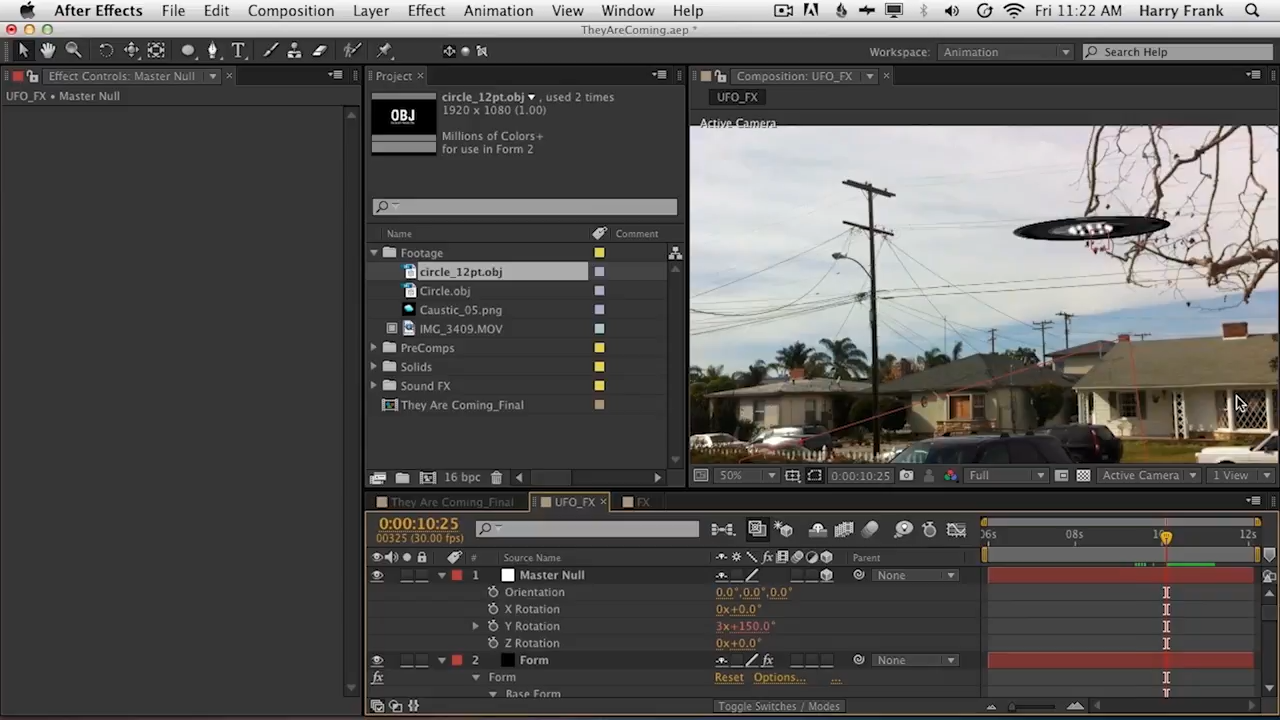 After Effects File Edit Composition Layer Effect Animation View Window Help Fri 11:22 AM Harry Frank
TheyAreComing.aep *
T Workspace: Animation Search Help
Effect Controls: Master Null Project Composition: UFO_FX
UFO_FX • Master Null
circle_12pt.obj , used 2 times
1920 x 1080 (1.00)
Millions of Colors+
for use in Form 2
OBJ
UFO_FX
Active Camera
Name Comment
Footage
circle_12pt.obj
Circle.obj
Caustic_05.png
IMG_3409.MOV
PreComps
Solids
Sound FX
They Are Coming_Final
16 bpc
50% 0:00:10:25 Full Active Camera 1 View
They Are Coming_Final UFO_FX FX
0:00:10:25
00325 (30.00 fps)
06s 08s 10s 12s
# Source Name fx Parent
1 Master Null None
Orientation 0.0°,0.0°,0.0°
X Rotation 0x+0.0°
Y Rotation 3x+150.0°
Z Rotation 0x+0.0°
2 Form fx None
fx Form Reset Options... ...
Base Form
Toggle Switches / Modes